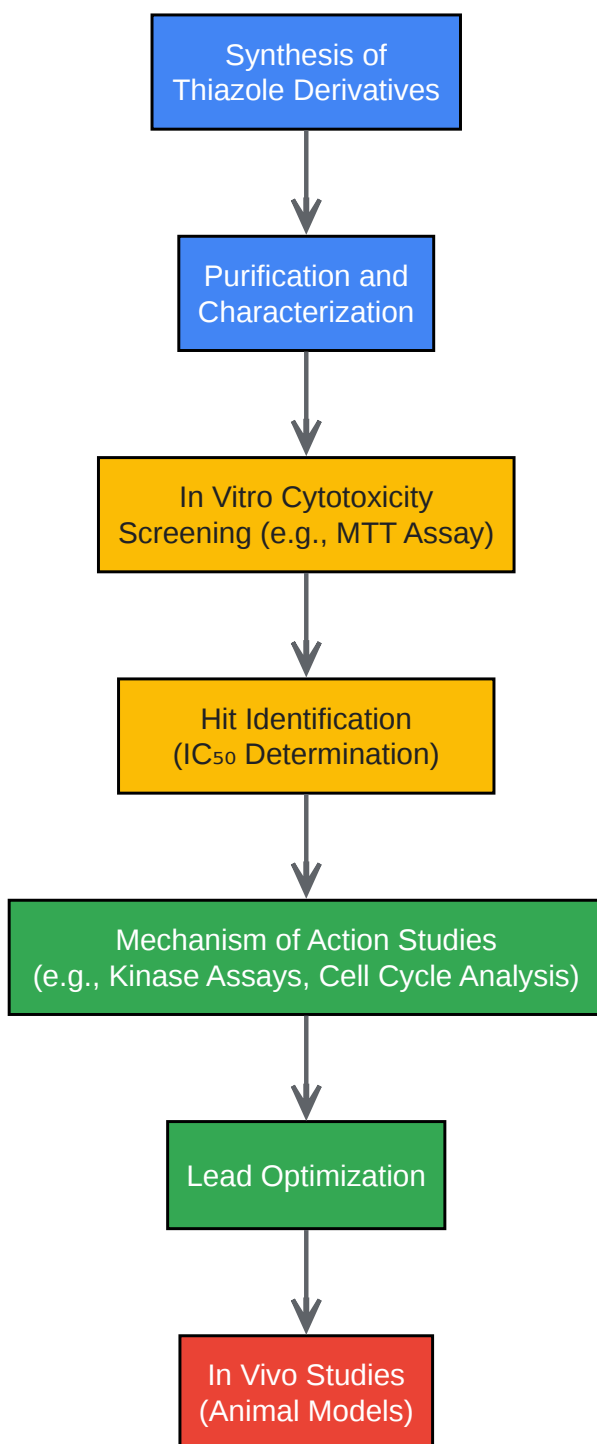 Synthesis of
Thiazole Derivatives
Purification and
Characterization
In Vitro Cytotoxicity
Screening (e.g., MTT Assay)
Hit Identification
(IC₅₀ Determination)
Mechanism of Action Studies
(e.g., Kinase Assays, Cell Cycle Analysis)
Lead Optimization
In Vivo Studies
(Animal Models)